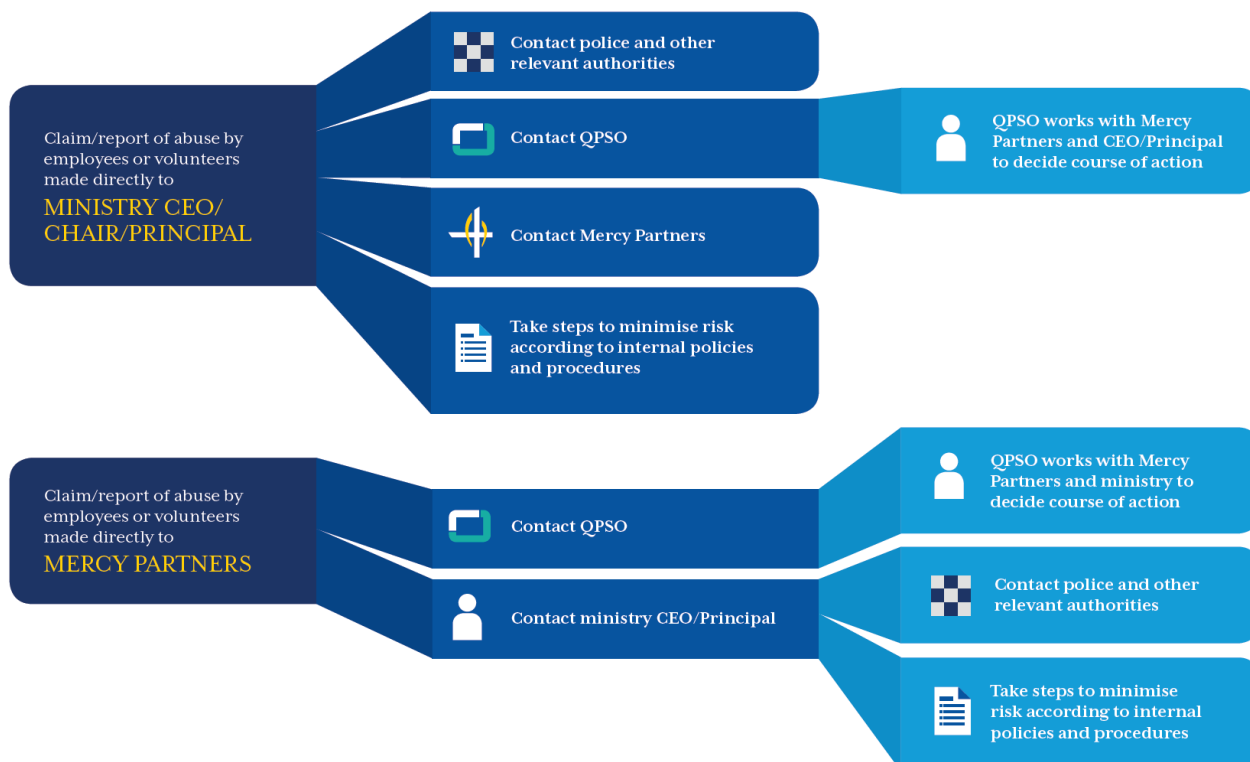 Claim/report of abuse by
employees or volunteers
made directly to
MINISTRY CEO/
CHAIR/PRINCIPAL
Contact police and other
relevant authorities
Contact QPSO
QPSO works with Mercy
Partners and CEO/Principal
to decide course of action
Contact Mercy Partners
Take steps to minimise risk
according to internal policies
and procedures
Claim/report of abuse by
employees or volunteers
made directly to
MERCY PARTNERS
Contact QPSO
QPSO works with Mercy
Partners and ministry to
decide course of action
Contact ministry CEO/Principal
Contact police and other
relevant authorities
Take steps to minimise
risk according to internal
policies and procedures